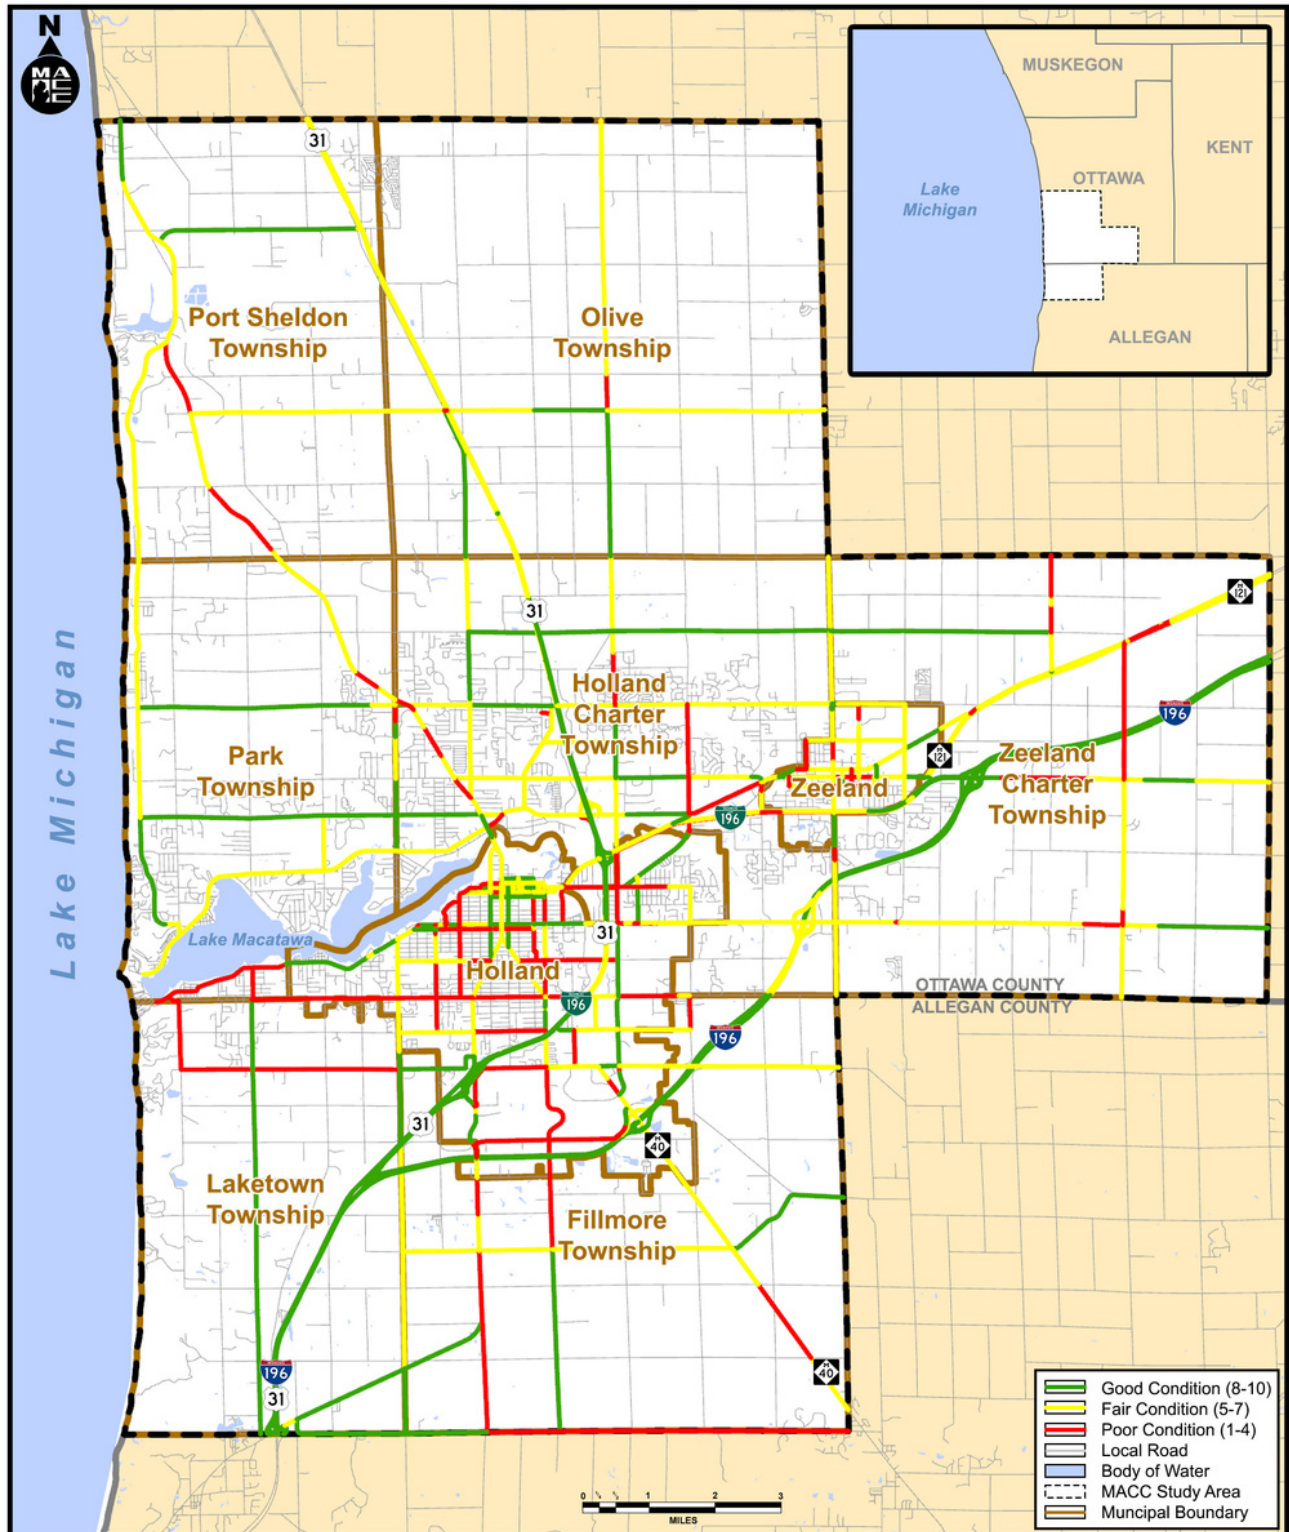 N
MA
CC
MUSKEGON
KENT
OTTAWA
Lake
Michigan
ALLEGAN
31
Port Sheldon
Township
Olive
Township
Lake Michigan
31
M
121
Holland
Charter
Township
196
Park
Township
M
121
Zeeland
Zeeland
Charter
Township
196
31
Lake Macatawa
Holland
OTTAWA COUNTY
ALLEGAN COUNTY
196
196
31
M
40
Laketown
Township
Fillmore
Township
196
31
M
40
Good Condition (8-10)
Fair Condition (5-7)
Poor Condition (1-4)
Local Road
Body of Water
MACC Study Area
Muncipal Boundary
0 1 2 3
MILES